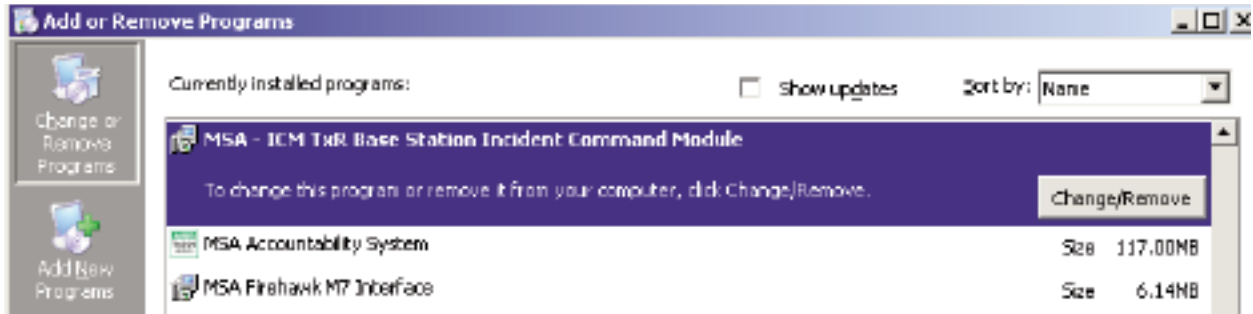 Add or Remove Programs
Change or Remove Programs
Currently installed programs:
Show updates
Sort by: Name
MSA - ICM TxR Base Station Incident Command Module
To change this program or remove it from your computer, click Change/Remove.
Change/Remove
Add New Programs
MSA Accountability System Size 117.00MB
MSA Firehawk M7 Interface Size 6.14MB